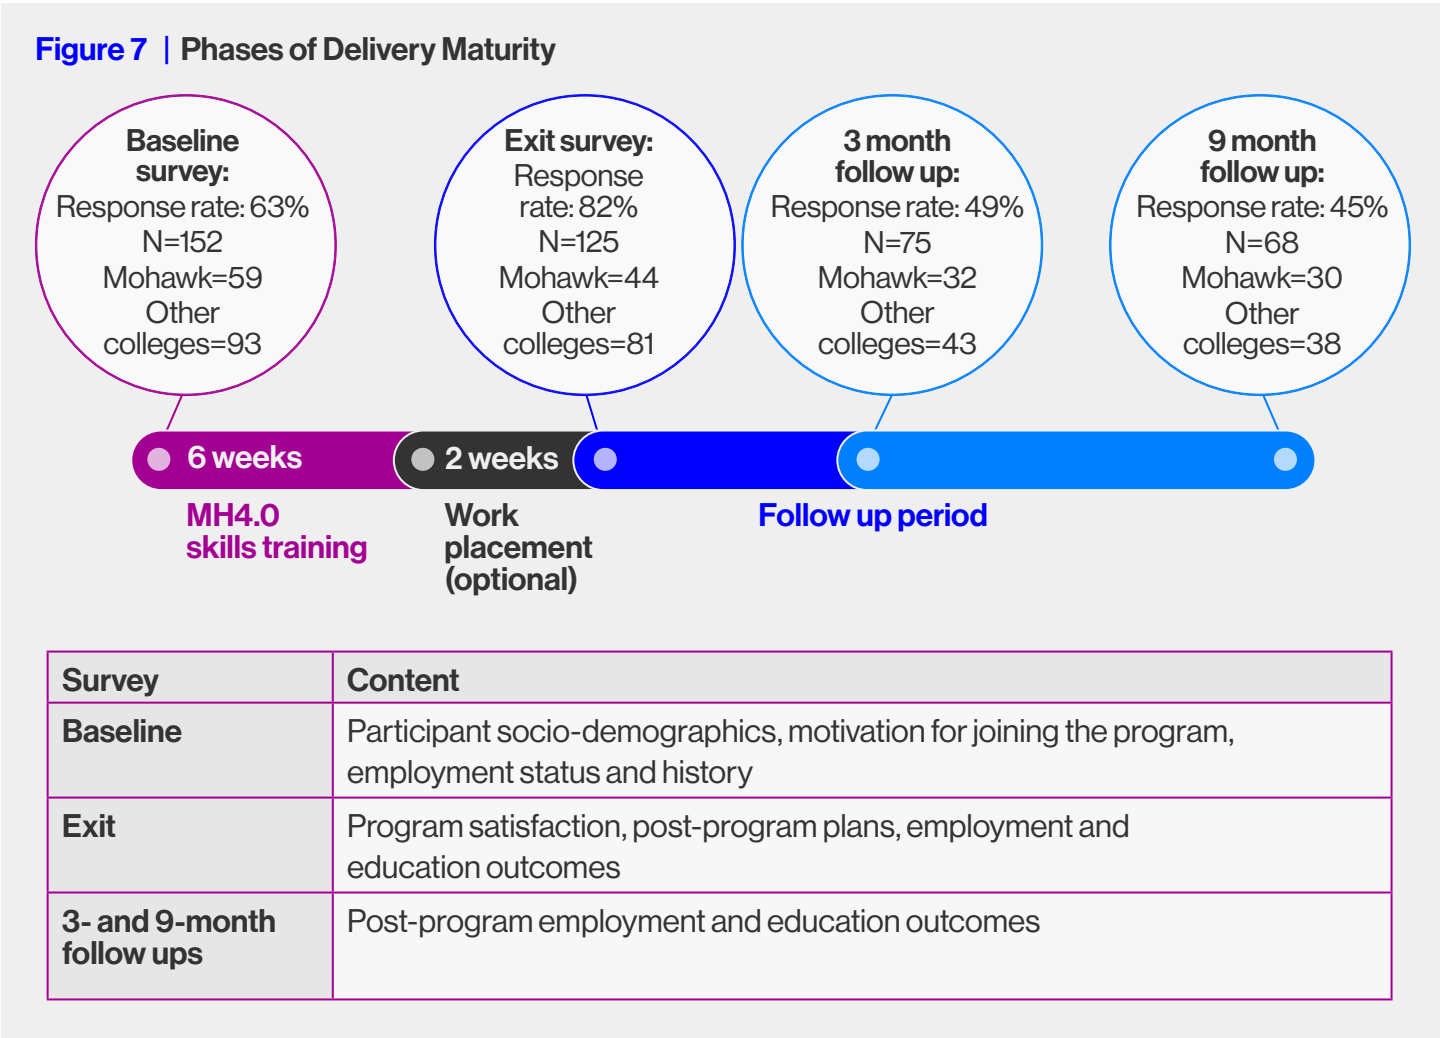 Figure 7 | Phases of Delivery Maturity
Baseline
survey:
Response rate: 63%
N=152
Mohawk=59
Other
colleges=93
Exit survey:
Response
rate: 82%
N=125
Mohawk=44
Other
colleges=81
3 month
follow up:
Response rate: 49%
N=75
Mohawk=32
Other
colleges=43
9 month
follow up:
Response rate: 45%
N=68
Mohawk=30
Other
colleges=38
6 weeks
2 weeks
MH4.0
skills training
Work
placement
(optional)
Follow up period
Survey
Content
Baseline
Participant socio-demographics, motivation for joining the program,
employment status and history
Exit
Program satisfaction, post-program plans, employment and
education outcomes
3- and 9-month
follow ups
Post-program employment and education outcomes